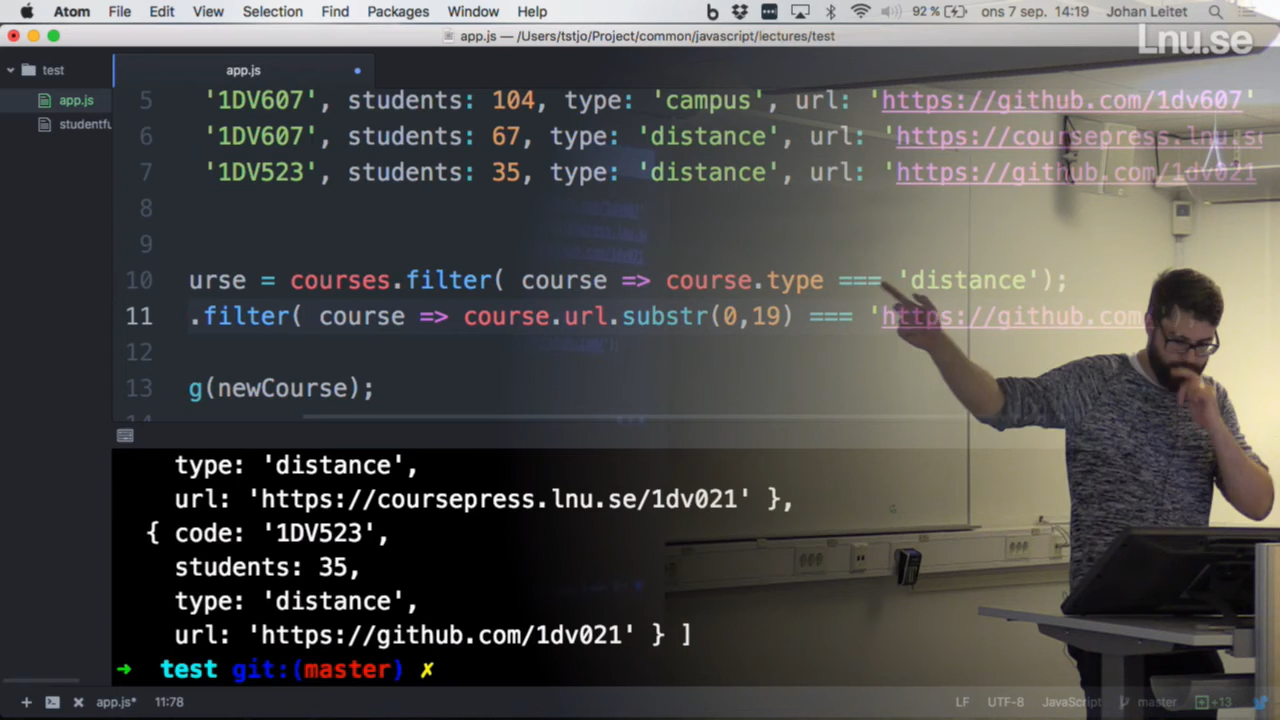 Atom File Edit View Selection Find Packages Window Help 92 % ons 7 sep. 14:19 Johan Leitet
app.js — /Users/tstjo/Project/common/javascript/lectures/test
Lnu.se
test
app.js
app.js
studentfu
5 '1DV607', students: 104, type: 'campus', url: 'https://github.com/1dv607'
6 '1DV607', students: 67, type: 'distance', url: 'https://coursepress.lnu.se
7 '1DV523', students: 35, type: 'distance', url: 'https://github.com/1dv021
8
9
10 urse = courses.filter( course => course.type === 'distance');
11 .filter( course => course.url.substr(0,19) === 'https://github.com
12
13 g(newCourse);
14
type: 'distance',
url: 'https://coursepress.lnu.se/1dv021' },
{ code: '1DV523',
students: 35,
type: 'distance',
url: 'https://github.com/1dv021' } ]
→ test git:(master) ✗
+ app.js* 11:78 LF UTF-8 JavaScript master +13